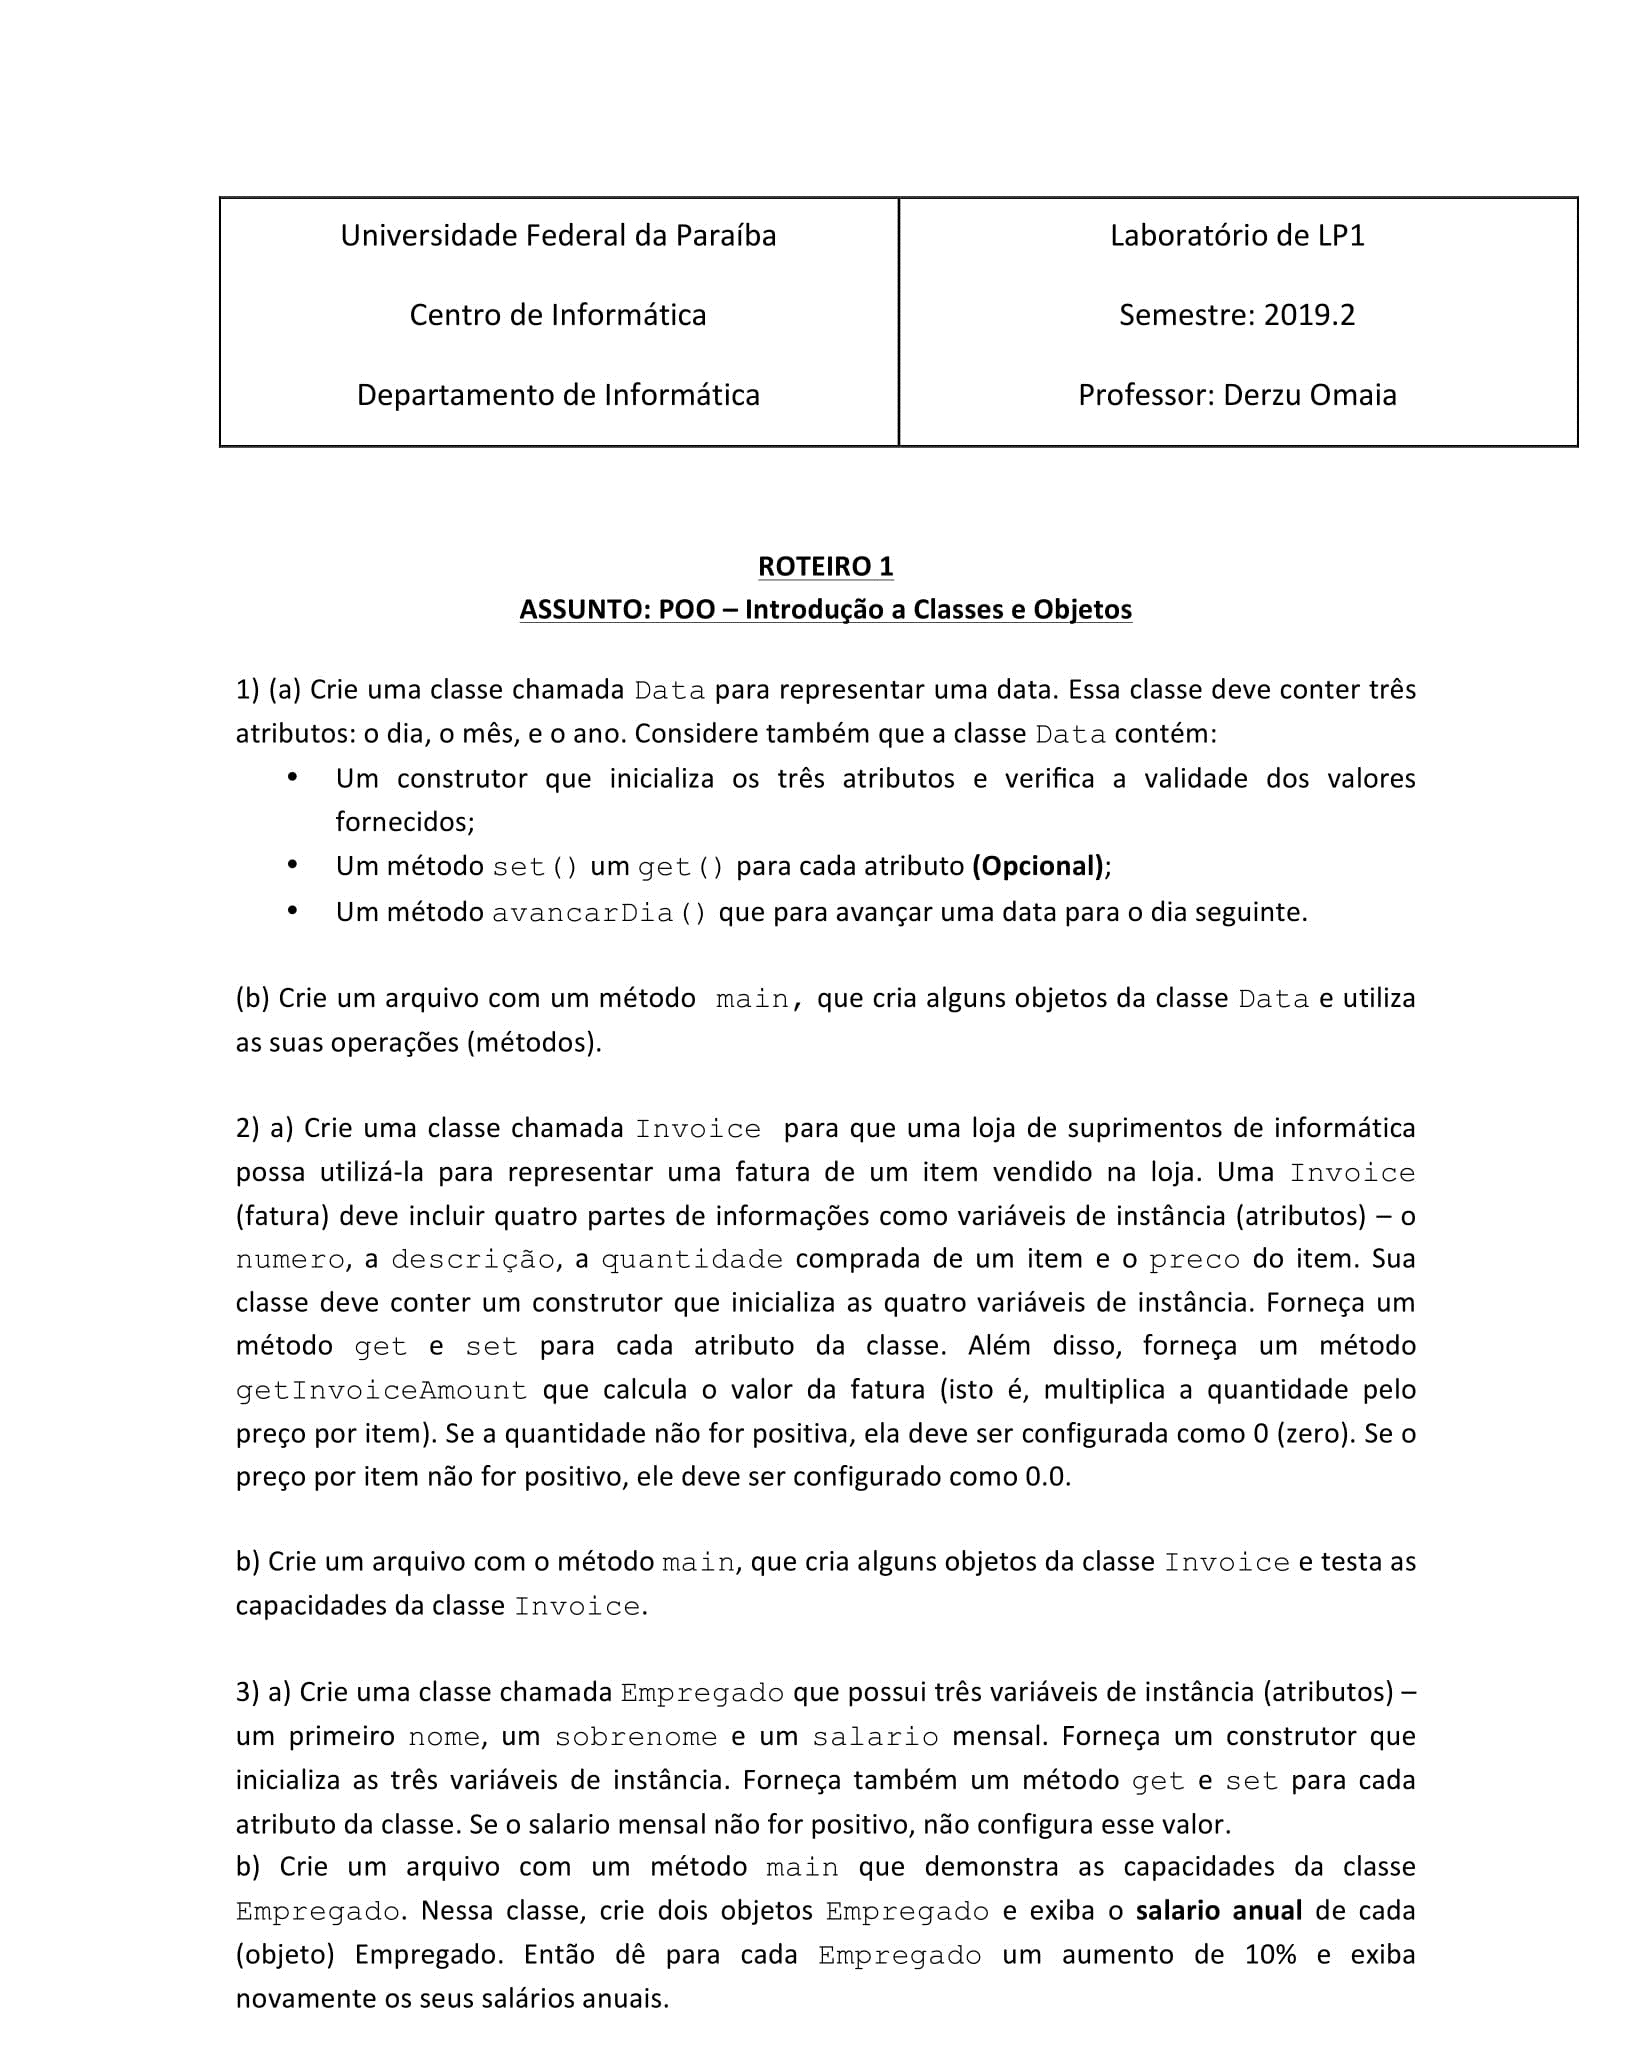 Universidade Federal da Paraíba
Centro de Informática
Departamento de Informática
Laboratório de LP1
Semestre: 2019.2
Professor: Derzu Omaia
ROTEIRO 1
ASSUNTO: POO – Introdução a Classes e Objetos
1) (a) Crie uma classe chamada Data para representar uma data. Essa classe deve conter três
atributos: o dia, o mês, e o ano. Considere também que a classe Data contém:
• Um construtor que inicializa os três atributos e verifica a validade dos valores
fornecidos;
• Um método set() um get() para cada atributo (Opcional);
• Um método avancarDia() que para avançar uma data para o dia seguinte.
(b) Crie um arquivo com um método main, que cria alguns objetos da classe Data e utiliza
as suas operações (métodos).
2) a) Crie uma classe chamada Invoice para que uma loja de suprimentos de informática
possa utilizá-la para representar uma fatura de um item vendido na loja. Uma Invoice
(fatura) deve incluir quatro partes de informações como variáveis de instância (atributos) – o
numero, a descrição, a quantidade comprada de um item e o preco do item. Sua
classe deve conter um construtor que inicializa as quatro variáveis de instância. Forneça um
método get e set para cada atributo da classe. Além disso, forneça um método
getInvoiceAmount que calcula o valor da fatura (isto é, multiplica a quantidade pelo
preço por item). Se a quantidade não for positiva, ela deve ser configurada como 0 (zero). Se o
preço por item não for positivo, ele deve ser configurado como 0.0.
b) Crie um arquivo com o método main, que cria alguns objetos da classe Invoice e testa as
capacidades da classe Invoice.
3) a) Crie uma classe chamada Empregado que possui três variáveis de instância (atributos) –
um primeiro nome, um sobrenome e um salario mensal. Forneça um construtor que
inicializa as três variáveis de instância. Forneça também um método get e set para cada
atributo da classe. Se o salario mensal não for positivo, não configura esse valor.
b) Crie um arquivo com um método main que demonstra as capacidades da classe
Empregado. Nessa classe, crie dois objetos Empregado e exiba o salario anual de cada
(objeto) Empregado. Então dê para cada Empregado um aumento de 10% e exiba
novamente os seus salários anuais.